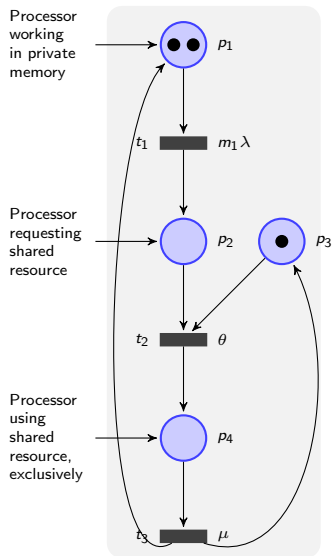 Processor
working
in private
memory
p1
t1
m1 λ
Processor
requesting
shared
resource
p2
p3
t2
θ
Processor
using
shared
resource,
exclusively
p4
t3
μ